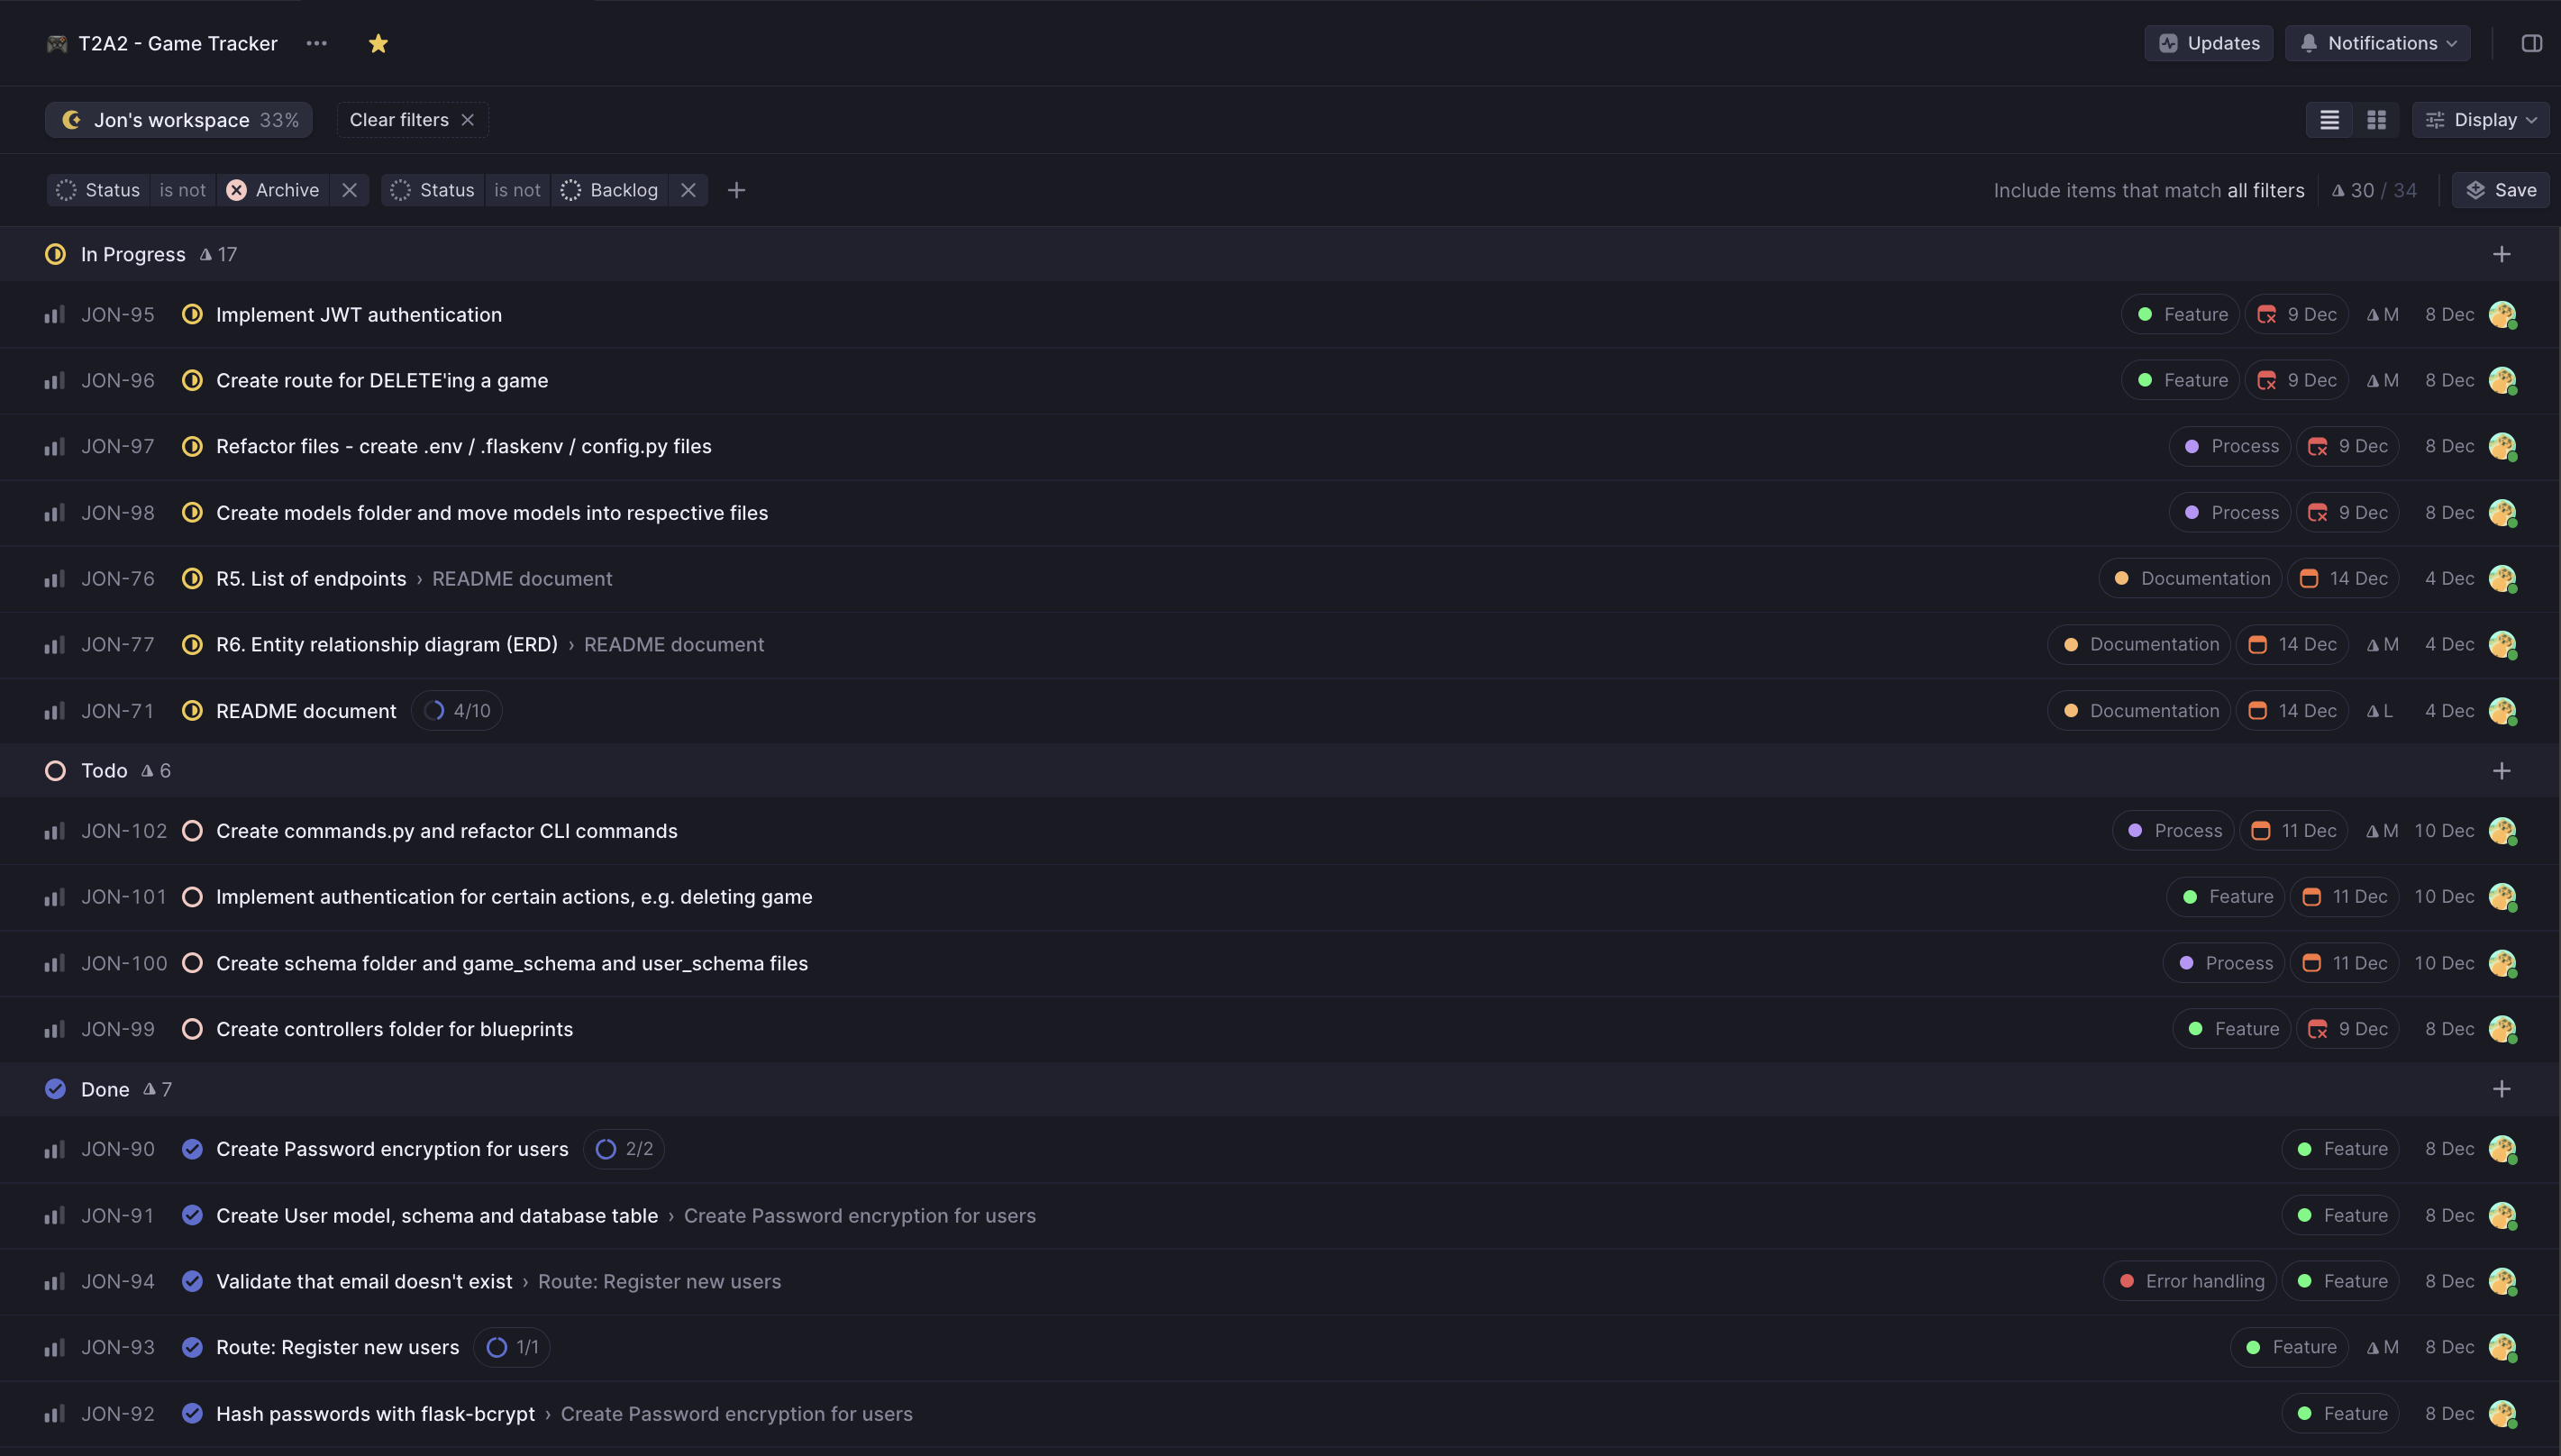 T2A2 - Game Tracker Updates Notifications
Jon's workspace 33% Clear filters Display
Status is not Archive Status is not Backlog Include items that match all filters 30 / 34 Save
In Progress 17
JON-95 Implement JWT authentication Feature 9 Dec M 8 Dec
JON-96 Create route for DELETE'ing a game Feature 9 Dec M 8 Dec
JON-97 Refactor files - create .env / .flaskenv / config.py files Process 9 Dec 8 Dec
JON-98 Create models folder and move models into respective files Process 9 Dec 8 Dec
JON-76 R5. List of endpoints › README document Documentation 14 Dec 4 Dec
JON-77 R6. Entity relationship diagram (ERD) › README document Documentation 14 Dec M 4 Dec
JON-71 README document 4/10 Documentation 14 Dec L 4 Dec
Todo 6
JON-102 Create commands.py and refactor CLI commands Process 11 Dec M 10 Dec
JON-101 Implement authentication for certain actions, e.g. deleting game Feature 11 Dec 10 Dec
JON-100 Create schema folder and game_schema and user_schema files Process 11 Dec 10 Dec
JON-99 Create controllers folder for blueprints Feature 9 Dec 8 Dec
Done 7
JON-90 Create Password encryption for users 2/2 Feature 8 Dec
JON-91 Create User model, schema and database table › Create Password encryption for users Feature 8 Dec
JON-94 Validate that email doesn't exist › Route: Register new users Error handling Feature 8 Dec
JON-93 Route: Register new users 1/1 Feature M 8 Dec
JON-92 Hash passwords with flask-bcrypt › Create Password encryption for users Feature 8 Dec